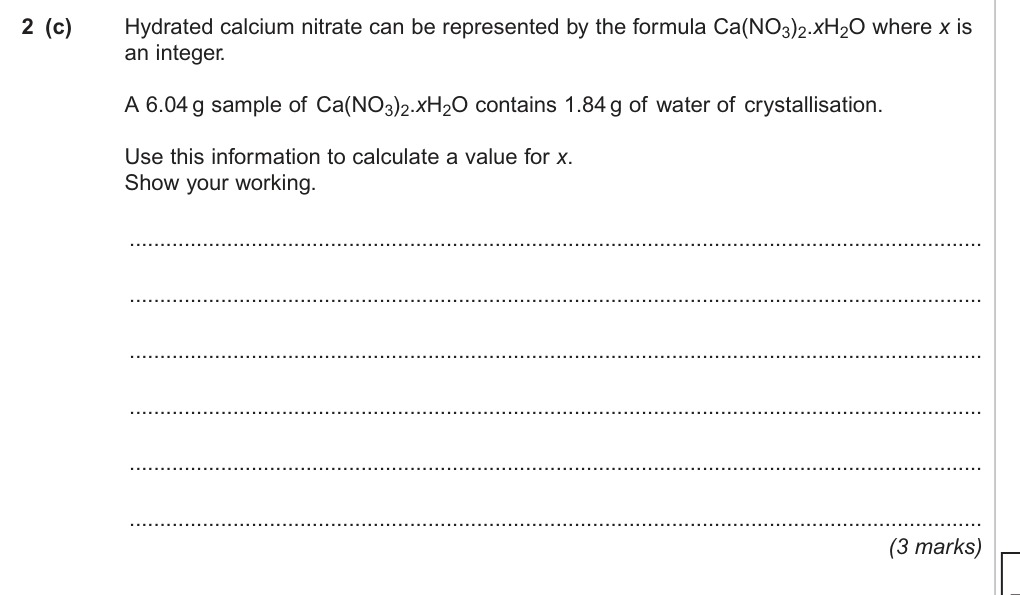 2 (c) Hydrated calcium nitrate can be represented by the formula Ca(NO₃)₂.xH₂O where x is
an integer.
A 6.04 g sample of Ca(NO₃)₂.xH₂O contains 1.84 g of water of crystallisation.
Use this information to calculate a value for x.
Show your working.
(3 marks)